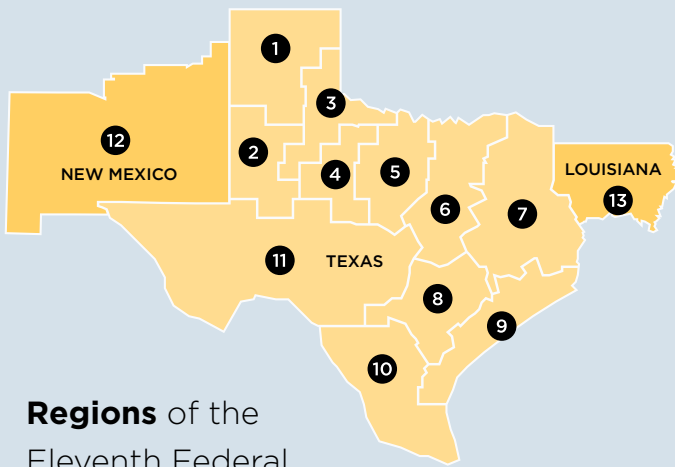 1
3
12
NEW MEXICO
2
4
5
6
7
LOUISIANA
13
11
TEXAS
8
9
10
Regions of the
Eleventh Federal